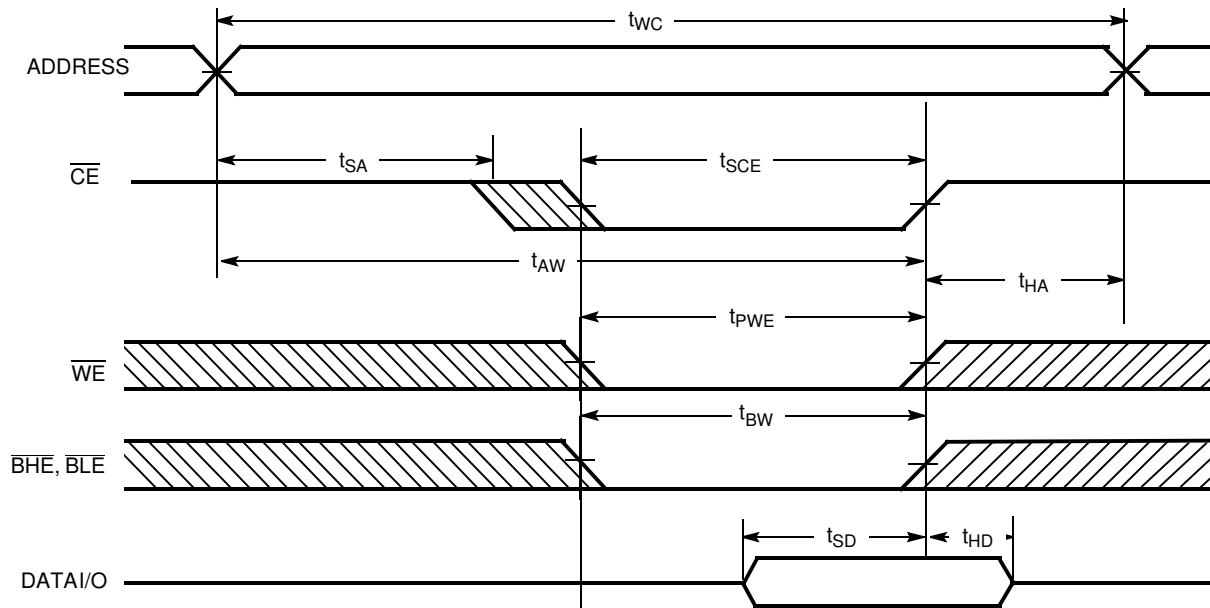 tWC
ADDRESS
tSA
tSCE
CE
tAW
tHA
tPWE
WE
tBW
BHE, BLE
tSD
tHD
DATAI/O